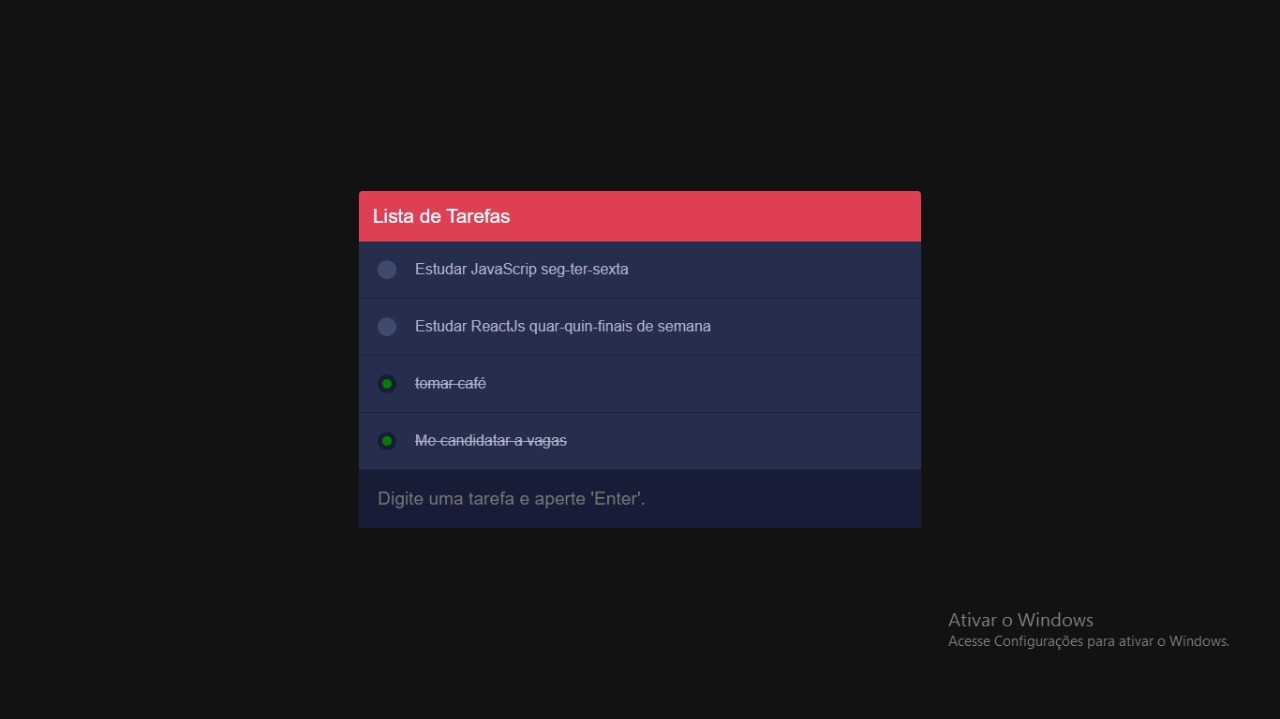 Lista de Tarefas
Estudar JavaScrip seg-ter-sexta
Estudar ReactJs quar-quin-finais de semana
tomar café
Me candidatar a vagas
Digite uma tarefa e aperte 'Enter'.
Ativar o Windows
Acesse Configurações para ativar o Windows.